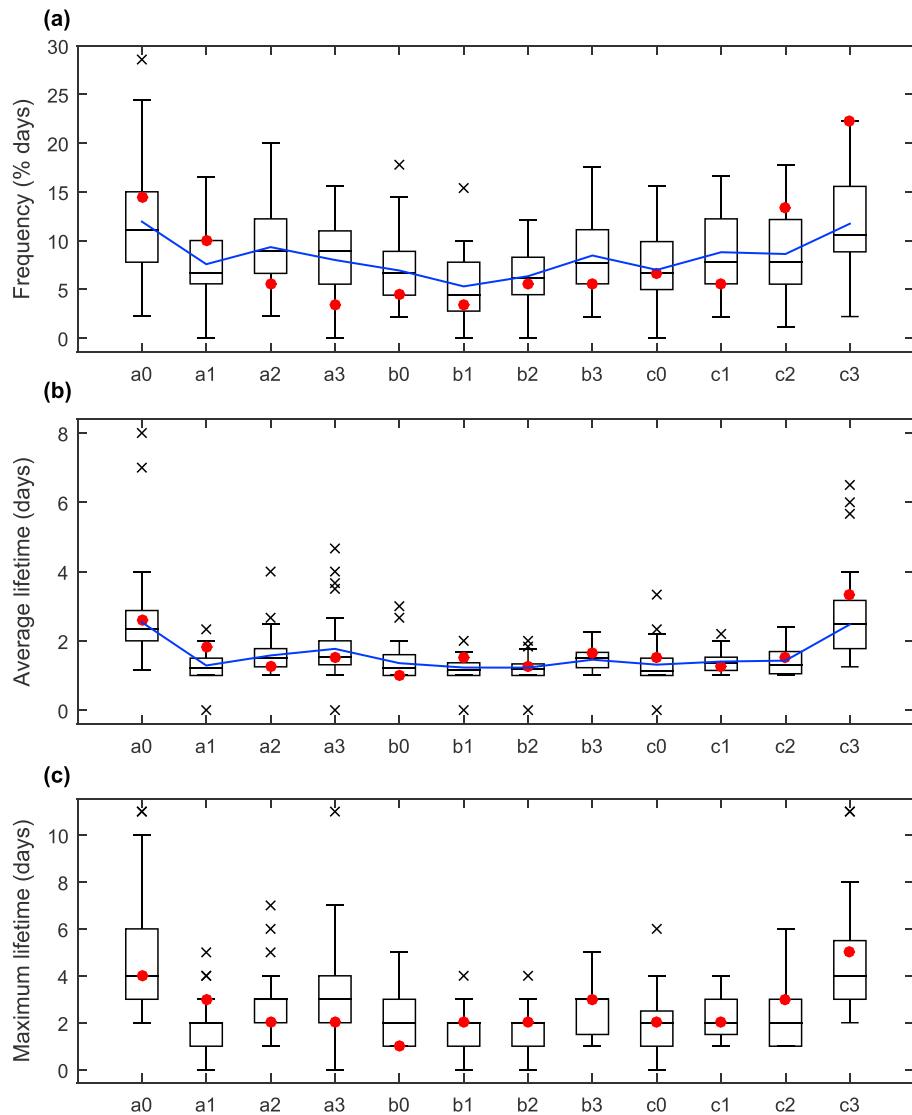 (a)
Frequency (% days)
30
25
20
15
10
5
0
a0 a1 a2 a3 b0 b1 b2 b3 c0 c1 c2 c3
(b)
Average lifetime (days)
8
6
4
2
0
a0 a1 a2 a3 b0 b1 b2 b3 c0 c1 c2 c3
(c)
Maximum lifetime (days)
10
8
6
4
2
0
a0 a1 a2 a3 b0 b1 b2 b3 c0 c1 c2 c3